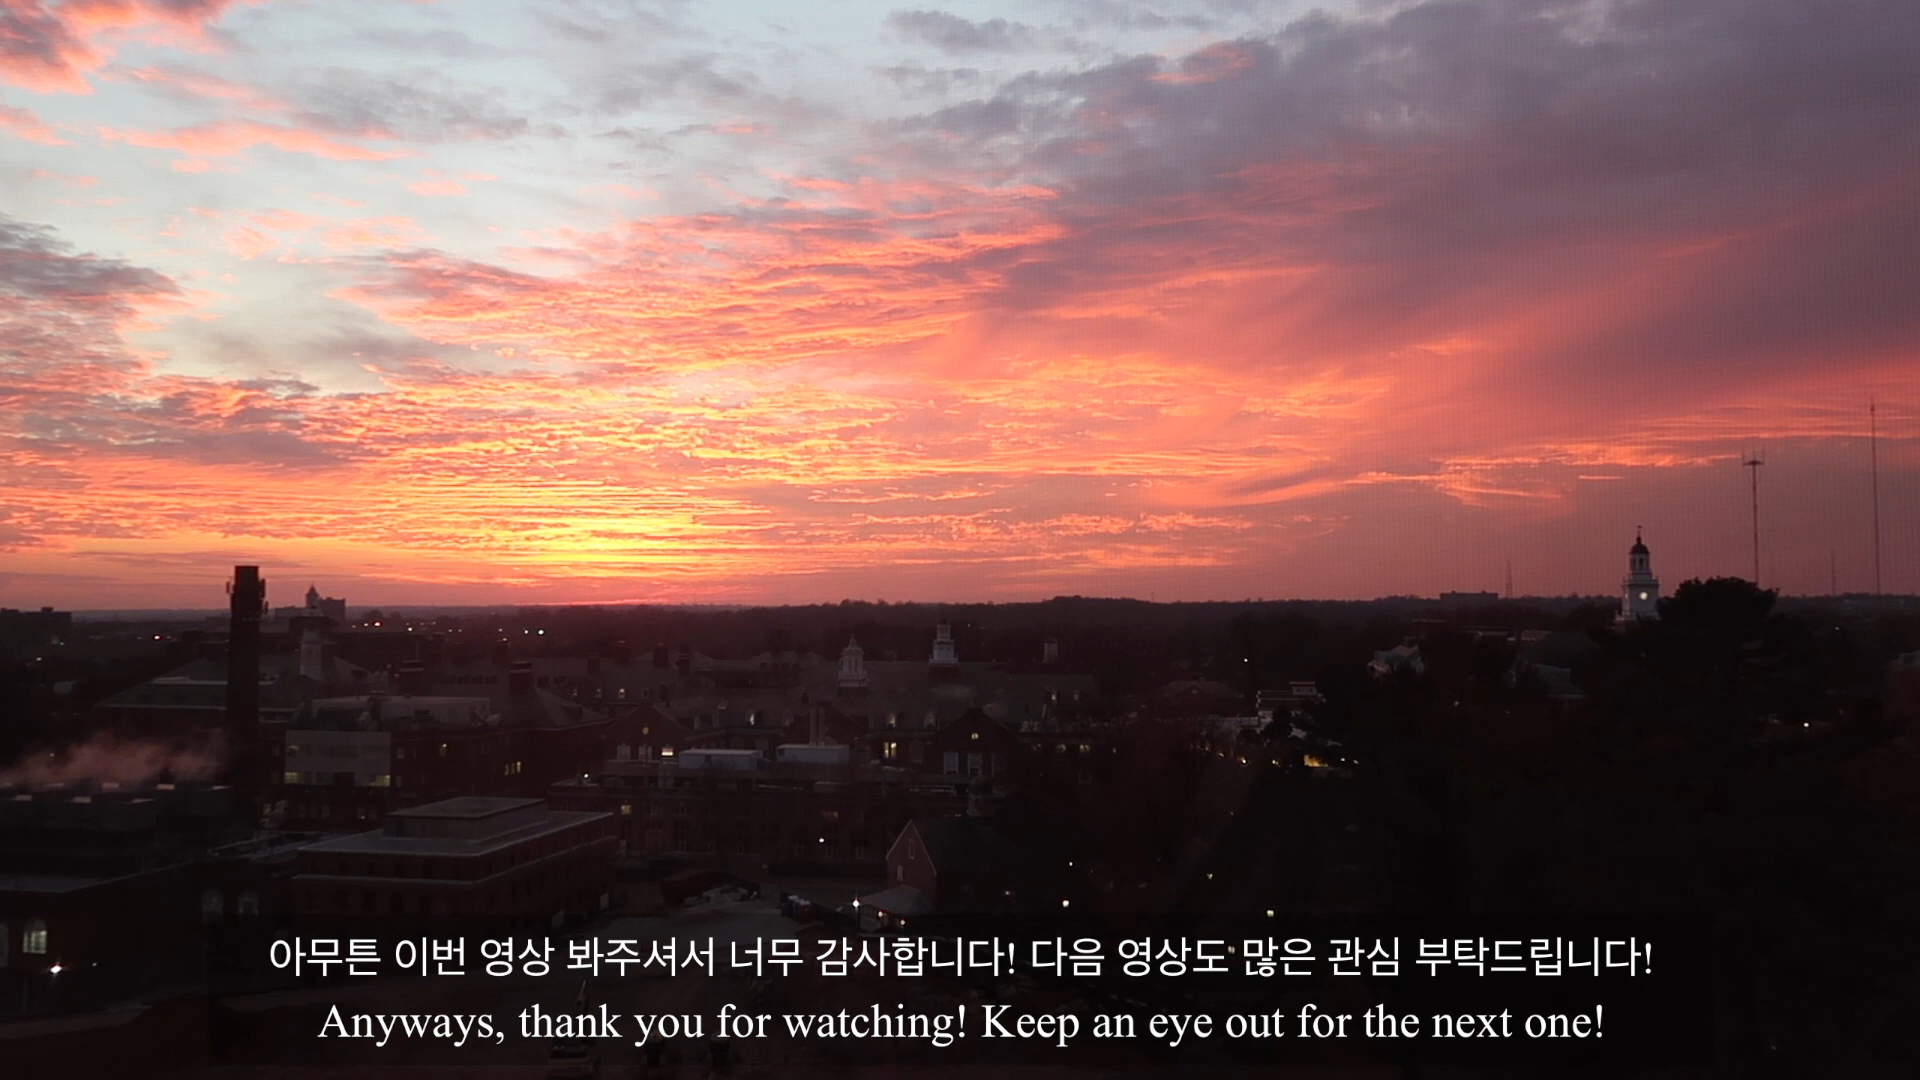 아무튼 이번 영상 봐주셔서 너무 감사합니다! 다음 영상도 많은 관심 부탁드립니다!
Anyways, thank you for watching! Keep an eye out for the next one!